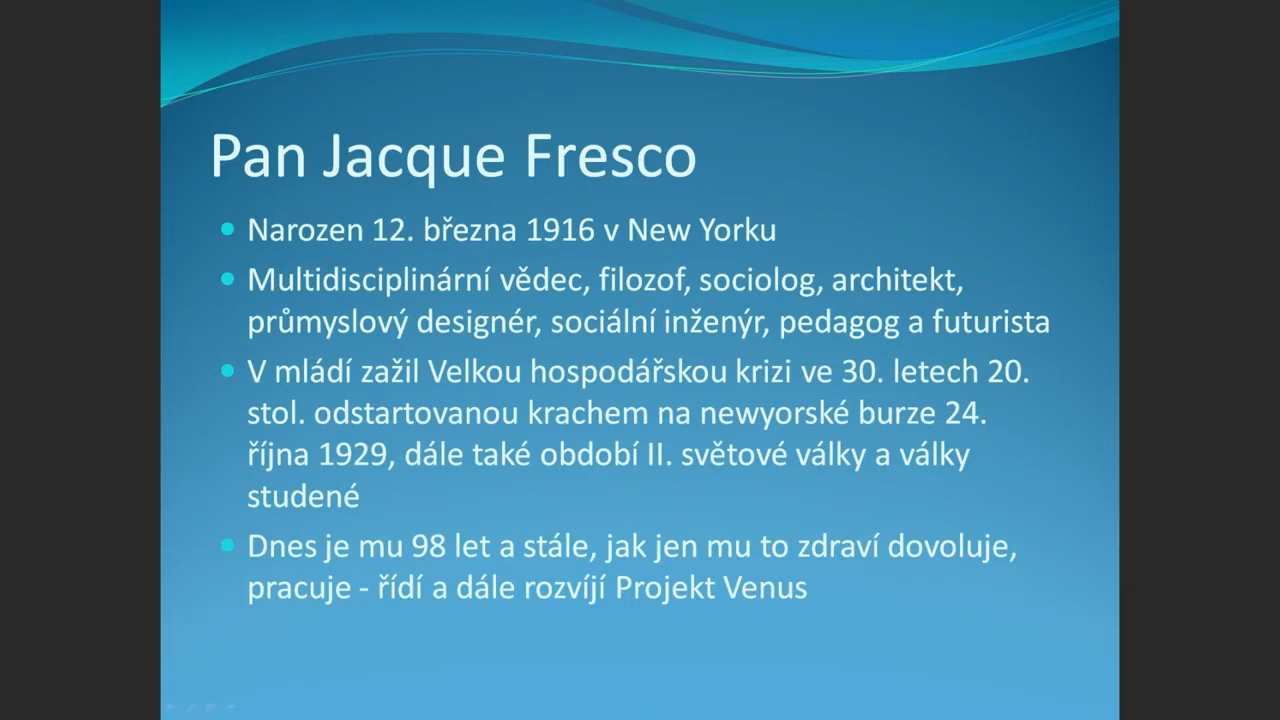 Pan Jacque Fresco
Narozen 12. března 1916 v New Yorku
Multidisciplinární vědec, filozof, sociolog, architekt,
průmyslový designér, sociální inženýr, pedagog a futurista
V mládí zažil Velkou hospodářskou krizi ve 30. letech 20.
stol. odstartovanou krachem na newyorské burze 24.
října 1929, dále také období II. světové války a války
studené
Dnes je mu 98 let a stále, jak jen mu to zdraví dovoluje,
pracuje - řídí a dále rozvíjí Projekt Venus